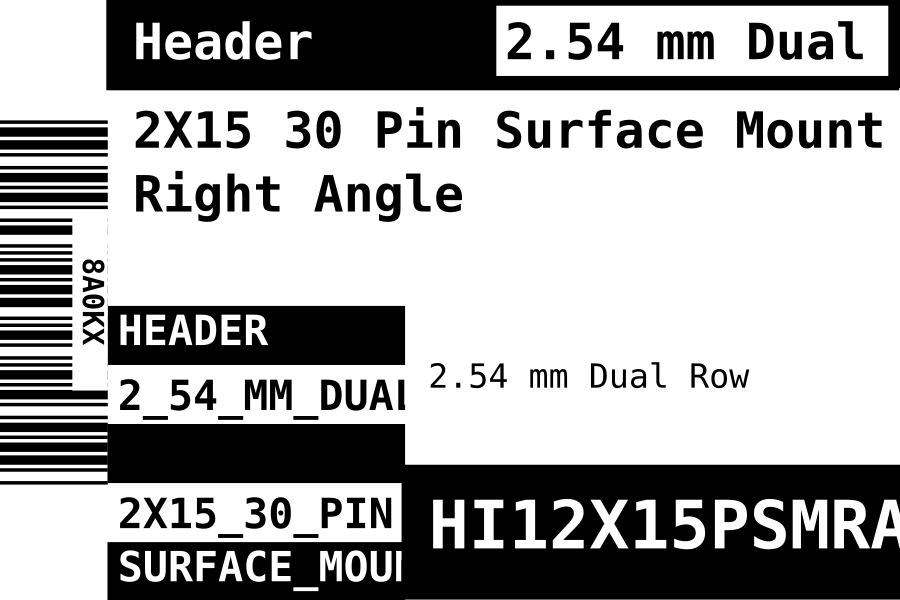 Header
2.54 mm Dual
2X15 30 Pin Surface Mount
Right Angle
8A0KX
HEADER
2_54_MM_DUAL
2.54 mm Dual Row
2X15_30_PIN
SURFACE_MOU
HI12X15PSMRA